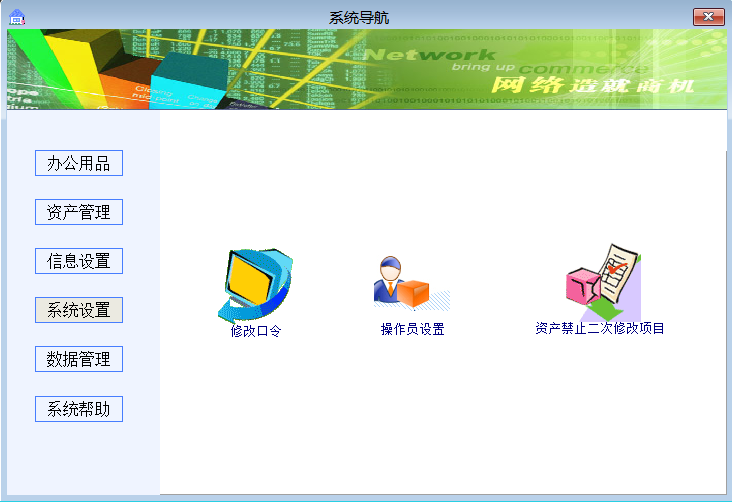 系统导航
Network
bring up commerce
网络造就商机
办公用品
资产管理
信息设置
系统设置
数据管理
系统帮助
修改口令
操作员设置
资产禁止二次修改项目